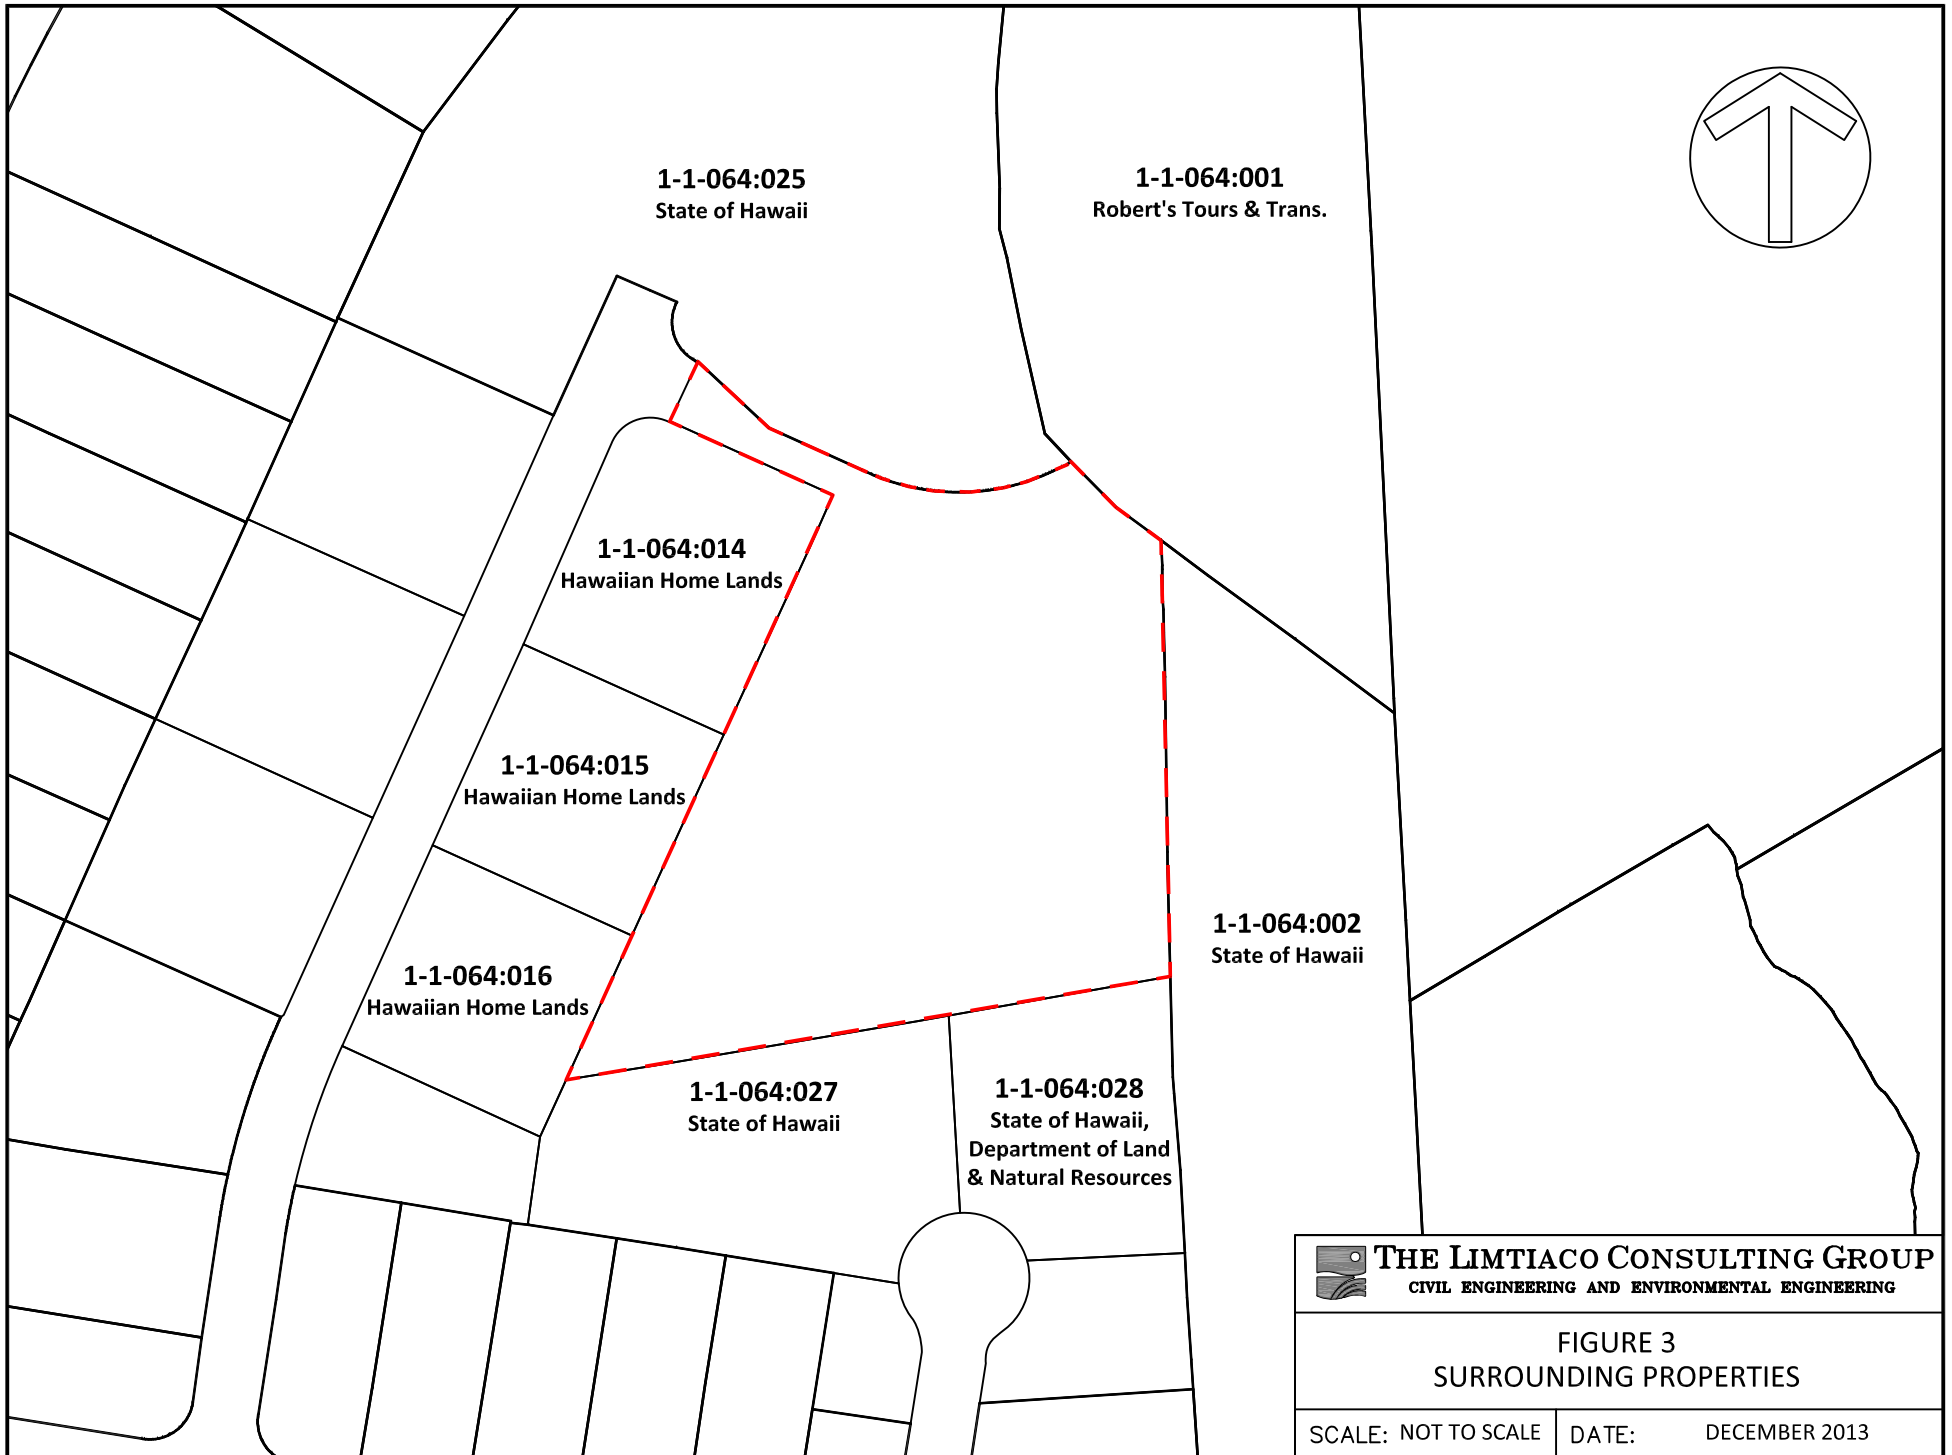 1-1-064:025
State of Hawaii
1-1-064:001
Robert's Tours & Trans.
1-1-064:014
Hawaiian Home Lands
1-1-064:015
Hawaiian Home Lands
1-1-064:002
State of Hawaii
1-1-064:016
Hawaiian Home Lands
1-1-064:027
State of Hawaii
1-1-064:028
State of Hawaii,
Department of Land
& Natural Resources
THE LIMTIACO CONSULTING GROUP
CIVIL ENGINEERING AND ENVIRONMENTAL ENGINEERING
FIGURE 3
SURROUNDING PROPERTIES
SCALE: NOT TO SCALE DATE: DECEMBER 2013